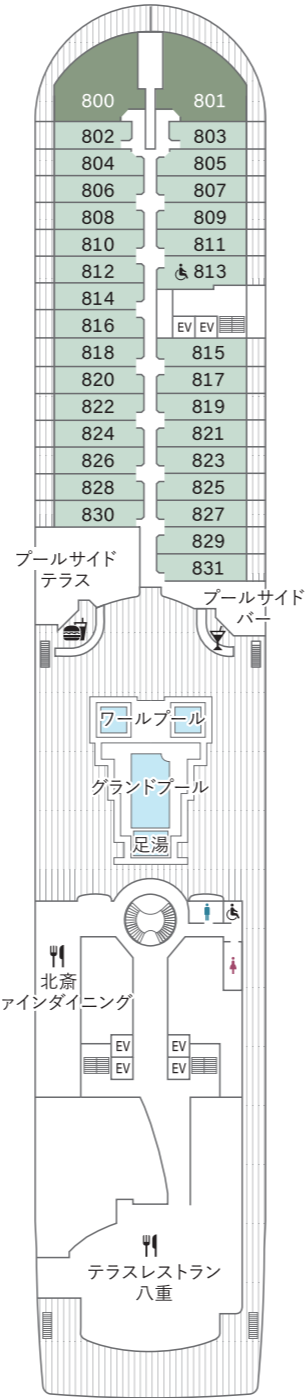 800 801
802 803
804 805
806 807
808 809
810 811
812 813
814
816 EV EV
818 815
820 817
822 819
824 821
826 823
828 825
830 827
829
831
プールサイド
テラス
プールサイド
バー
ワールプール
グランドプール
足湯
北斎
ァインダイニング
EV EV
EV EV
テラスレストラン
八重